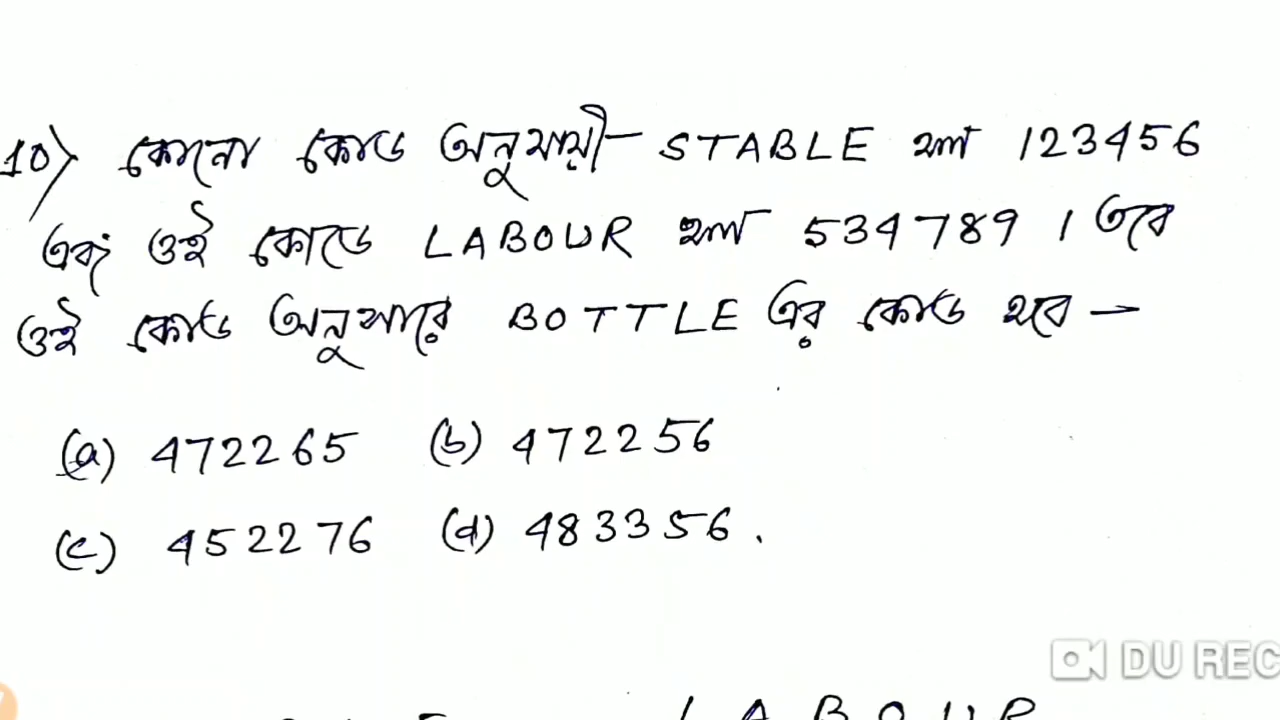 10) কোনো কোড অনুযায়ী STABLE হল 123456
এবং ওই কোডে LABOUR হল 534789 । তবে
ওই কোড অনুসারে BOTTLE এর কোড হবে —
(a) 472265 (b) 472256
(c) 452276 (d) 483356 .
DU REC
LABOUR